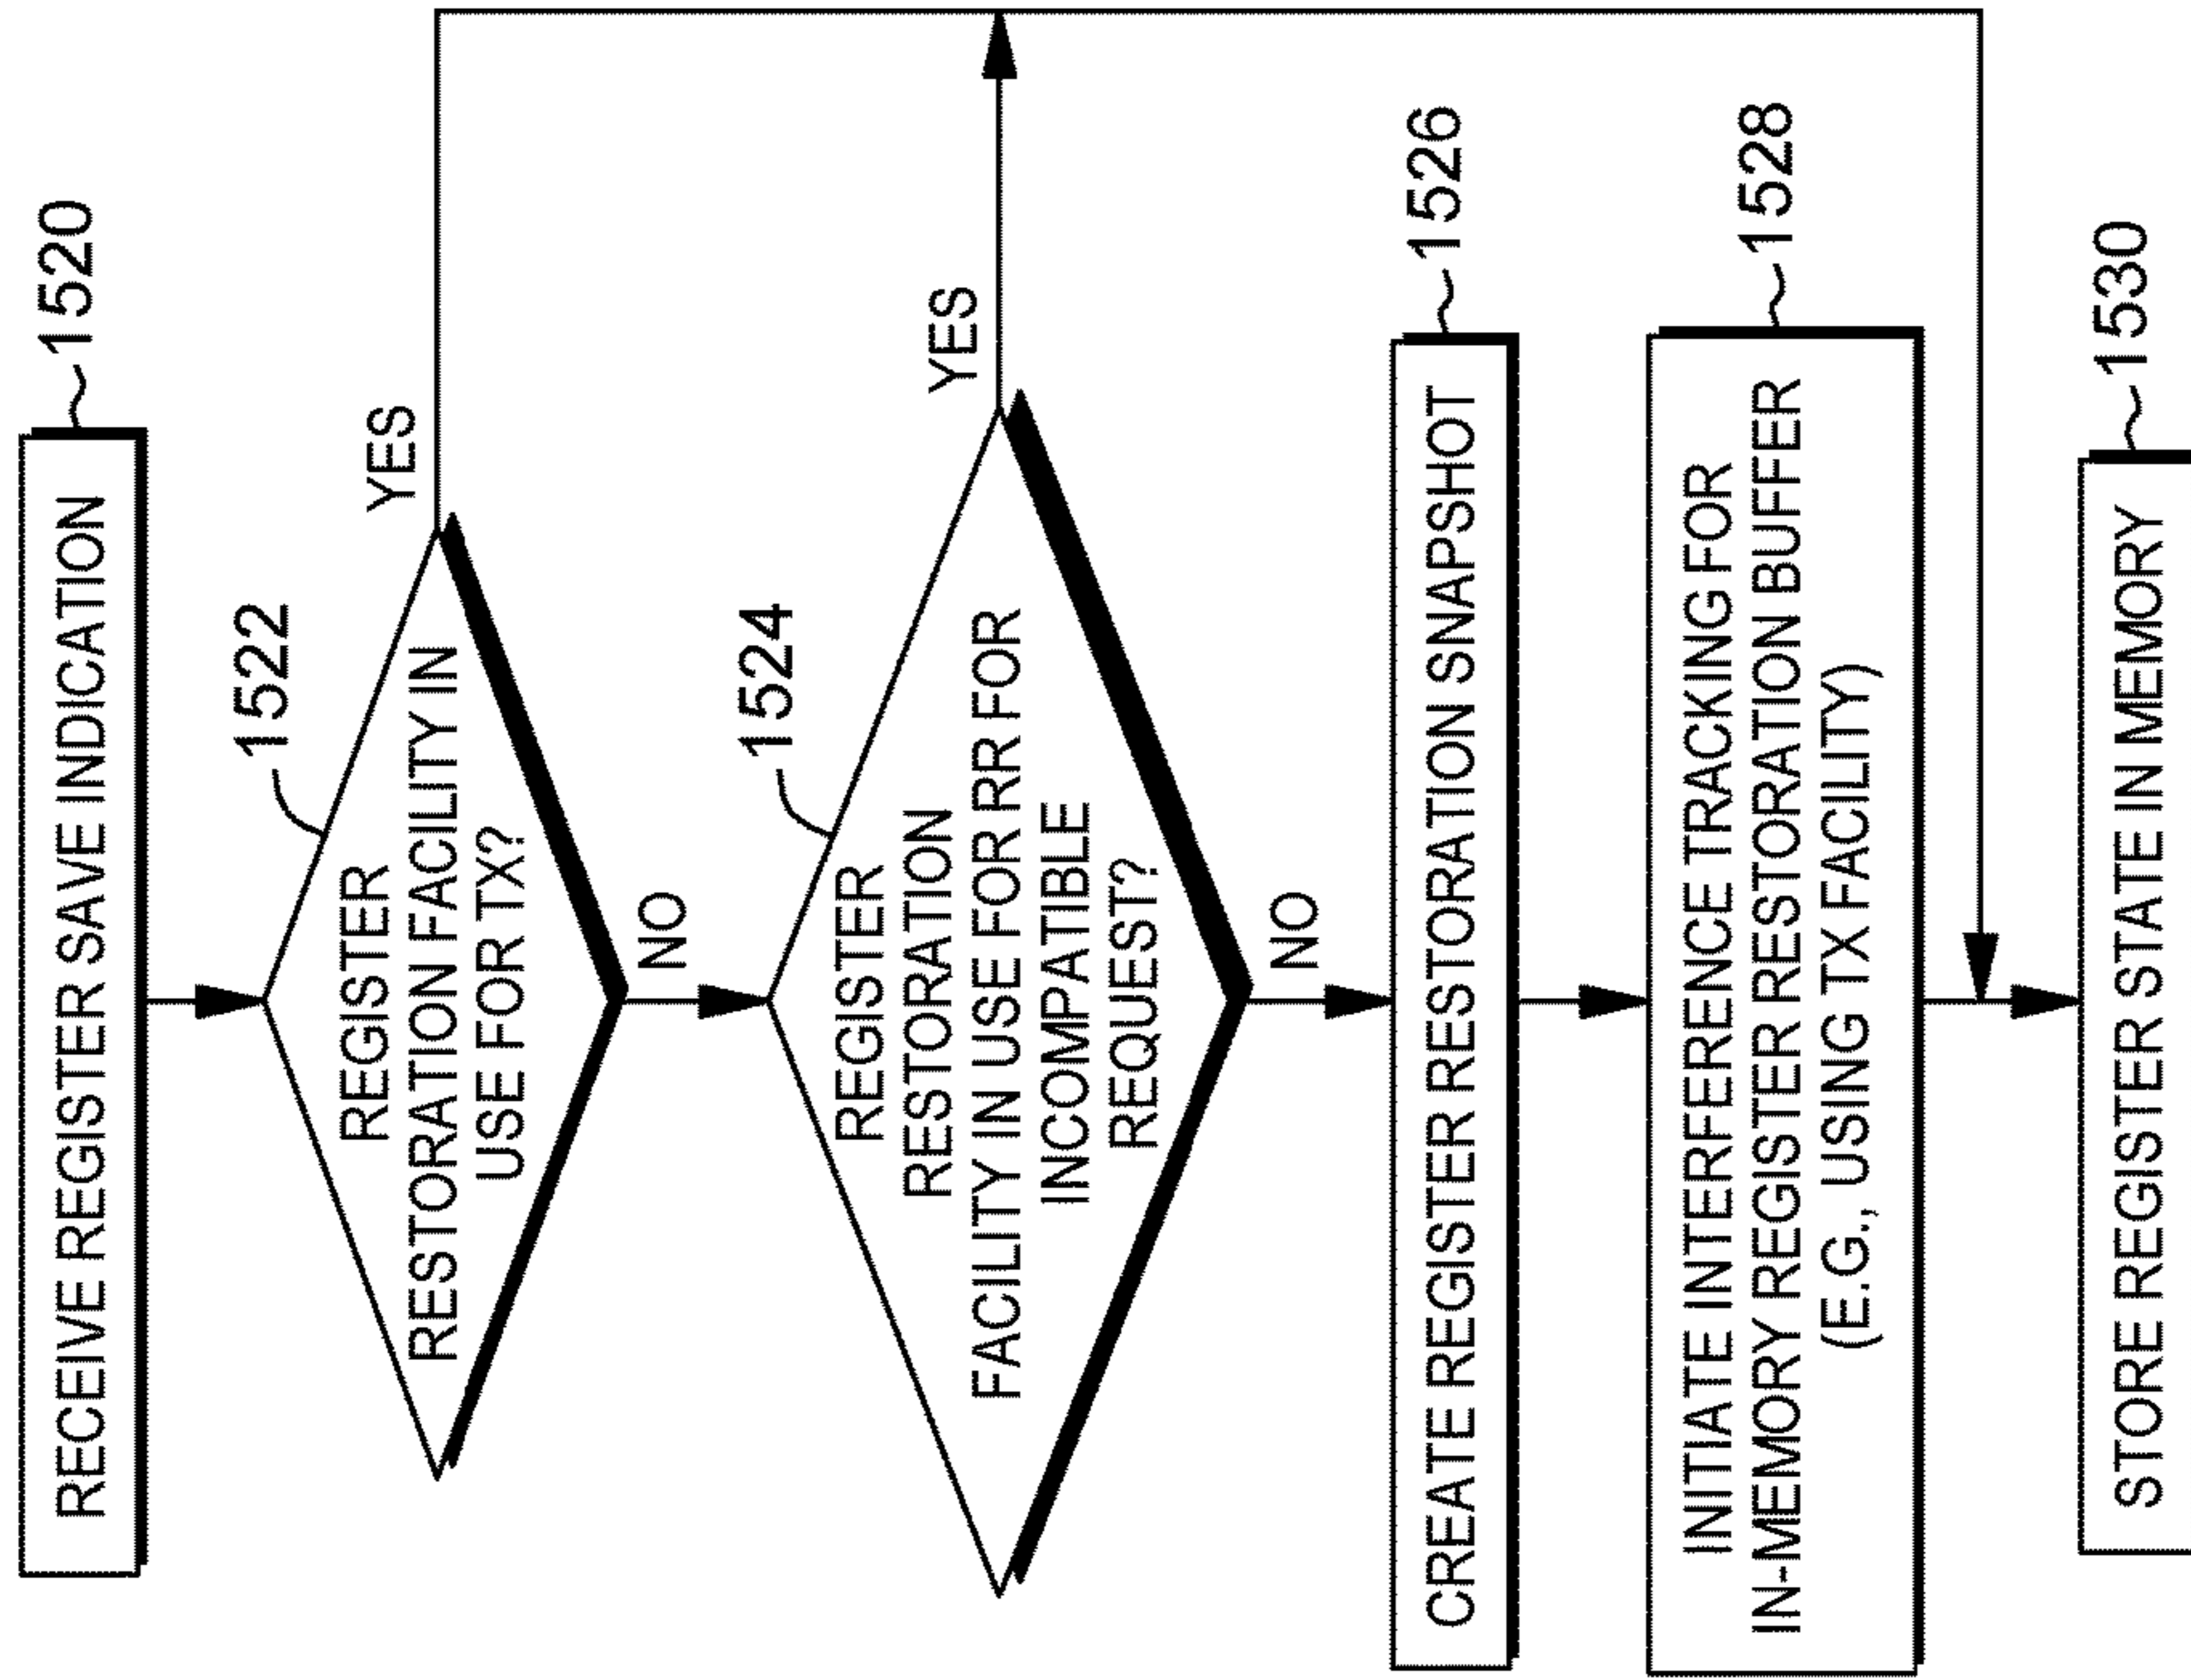 RECEIVE REGISTER SAVE INDICATION
1520
1522
REGISTER
RESTORATION FACILITY IN
USE FOR TX?
YES
NO
1524
REGISTER
RESTORATION
FACILITY IN USE FOR RRF FOR
INCOMPATIBLE
REQUEST?
YES
NO
CREATE REGISTER RESTORATION SNAPSHOT
1526
INITIATE INTERFERENCE TRACKING FOR
IN-MEMORY REGISTER RESTORATION BUFFER
(E.G., USING TX FACILITY)
1528
STORE REGISTER STATE IN MEMORY
1530